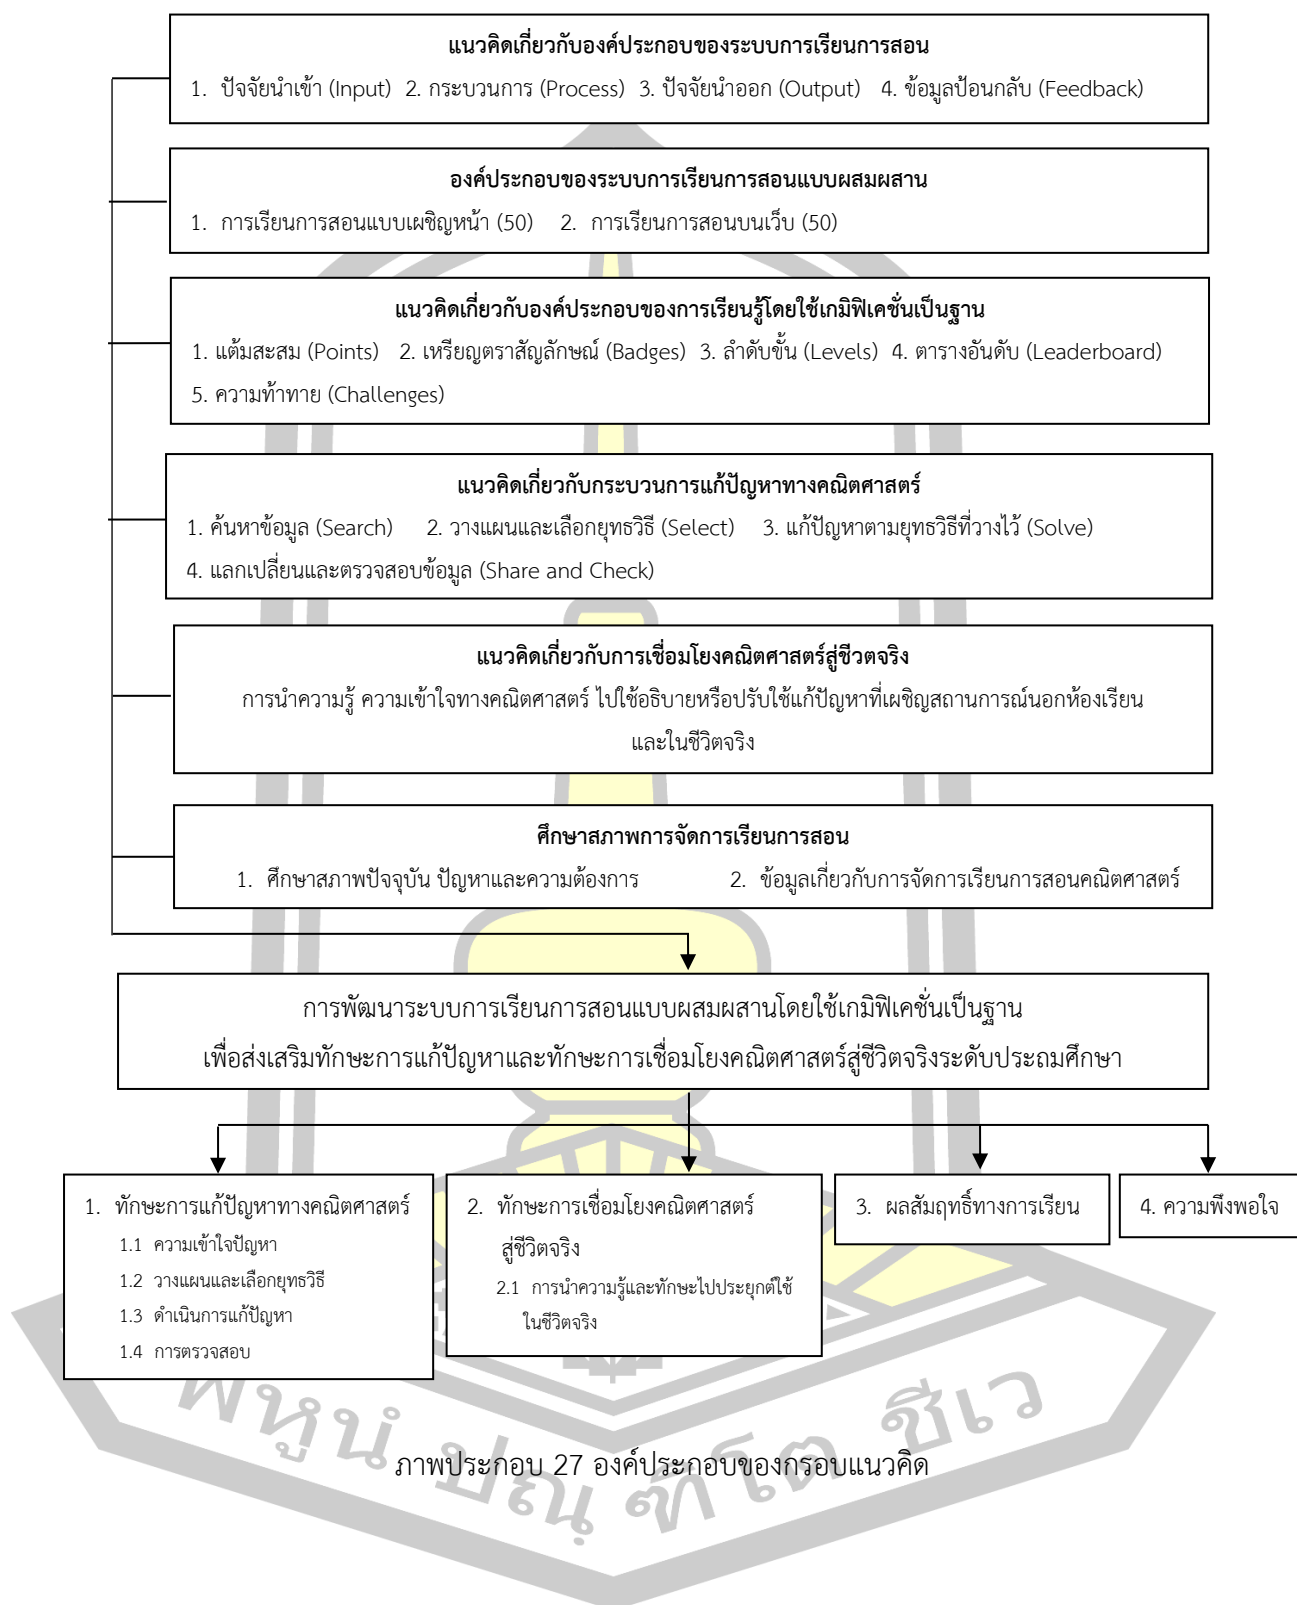 แนวคิดเกี่ยวกับองค์ประกอบของระบบการเรียนการสอน
1. ปัจจัยนำเข้า (Input) 2. กระบวนการ (Process) 3. ปัจจัยนำออก (Output) 4. ข้อมูลป้อนกลับ (Feedback)
องค์ประกอบของระบบการเรียนการสอนแบบผสมผสาน
1. การเรียนการสอนแบบเผชิญหน้า (50) 2. การเรียนการสอนบนเว็บ (50)
แนวคิดเกี่ยวกับองค์ประกอบของการเรียนรู้โดยใช้เกมิฟิเคชั่นเป็นฐาน
1. แต้มสะสม (Points) 2. เหรียญตราสัญลักษณ์ (Badges) 3. ลำดับขั้น (Levels) 4. ตารางอันดับ (Leaderboard)
5. ความท้าทาย (Challenges)
แนวคิดเกี่ยวกับกระบวนการแก้ปัญหาทางคณิตศาสตร์
1. ค้นหาข้อมูล (Search) 2. วางแผนและเลือกยุทธวิธี (Select) 3. แก้ปัญหาตามยุทธวิธีที่วางไว้ (Solve)
4. แลกเปลี่ยนและตรวจสอบข้อมูล (Share and Check)
แนวคิดเกี่ยวกับการเชื่อมโยงคณิตศาสตร์สู่ชีวตจริง
การนำความรู้ ความเข้าใจทางคณิตศาสตร์ ไปใช้อธิบายหรือปรับใช้แก้ปัญหาที่เผชิญสถานการณ์นอกห้องเรียน
และในชีวิตจริง
ศึกษาสภาพการจัดการเรียนการสอน
1. ศึกษาสภาพปัจจุบัน ปัญหาและความต้องการ 2. ข้อมูลเกี่ยวกับการจัดการเรียนการสอนคณิตศาสตร์
การพัฒนาระบบการเรียนการสอนแบบผสมผสานโดยใช้เกมิฟิเคชั่นเป็นฐาน
เพื่อส่งเสริมทักษะการแก้ปัญหาและทักษะการเชื่อมโยงคณิตศาสตร์สู่ชีวิตจริงระดับประถมศึกษา
1. ทักษะการแก้ปัญหาทางคณิตศาสตร์
1.1 ความเข้าใจปัญหา
1.2 วางแผนและเลือกยุทธวิธี
1.3 ดำเนินการแก้ปัญหา
1.4 การตรวจสอบ
2. ทักษะการเชื่อมโยงคณิตศาสตร์
สู่ชีวิตจริง
2.1 การนำความรู้และทักษะไปประยุกต์ใช้
ในชีวิตจริง
3. ผลสัมฤทธิ์ทางการเรียน
4. ความพึงพอใจ
พหูนํ ปณฺฑิโต ชีเว
ภาพประกอบ 27 องค์ประกอบของกรอบแนวคิด